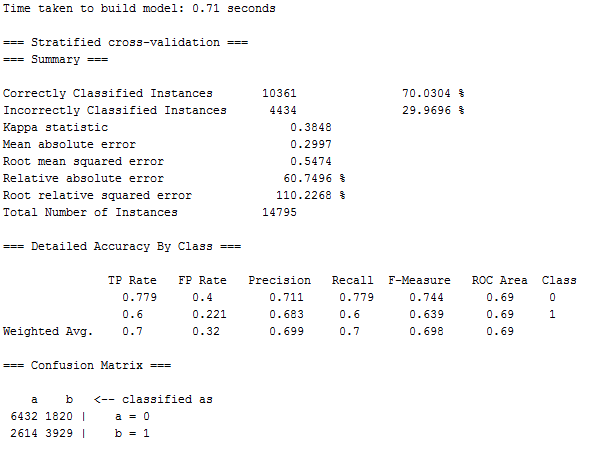 Time taken to build model: 0.71 seconds
=== Stratified cross-validation ===
=== Summary ===
Correctly Classified Instances 10361 70.0304 %
Incorrectly Classified Instances 4434 29.9696 %
Kappa statistic 0.3848
Mean absolute error 0.2997
Root mean squared error 0.5474
Relative absolute error 60.7496 %
Root relative squared error 110.2268 %
Total Number of Instances 14795
=== Detailed Accuracy By Class ===
TP Rate FP Rate Precision Recall F-Measure ROC Area Class
0.779 0.4 0.711 0.779 0.744 0.69 0
0.6 0.221 0.683 0.6 0.639 0.69 1
Weighted Avg. 0.7 0.32 0.699 0.7 0.698 0.69
=== Confusion Matrix ===
a b <-- classified as
6432 1820 | a = 0
2614 3929 | b = 1